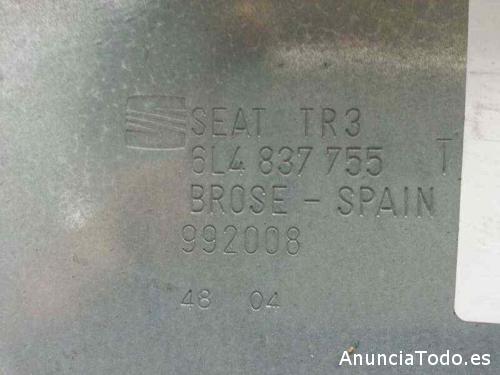 SEAT TR3
6L4 837 755 T
BROSE - SPAIN
992008
48 04
AnunciaTodo.es